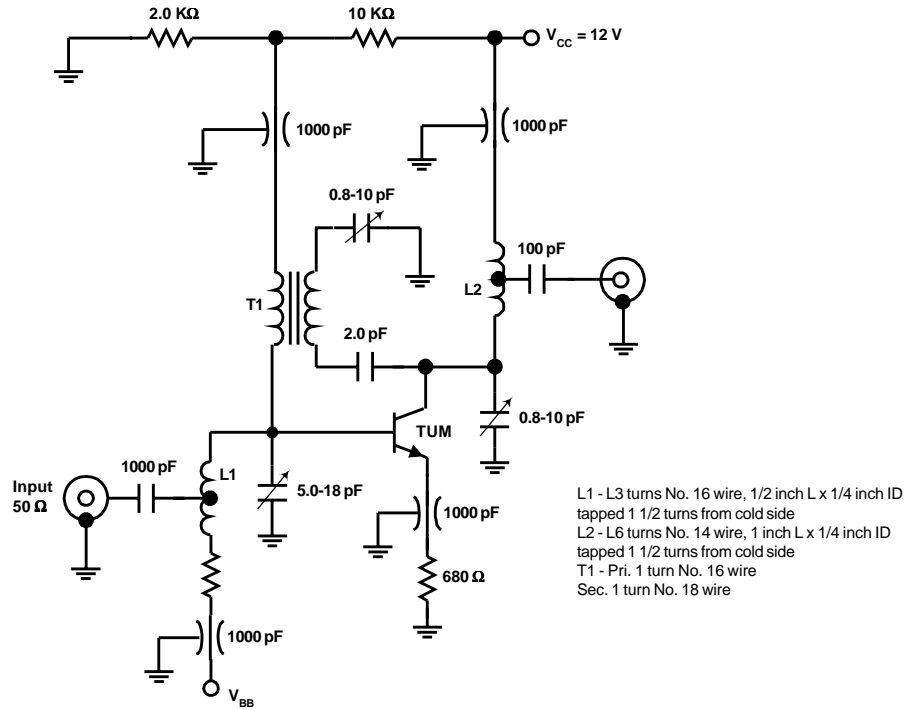 2.0 KΩ
10 KΩ
VCC = 12 V
1000 pF
1000 pF
0.8-10 pF
100 pF
T1
L2
2.0 pF
TUM
0.8-10 pF
1000 pF
L1
Input
50 Ω
5.0-18 pF
1000 pF
680 Ω
1000 pF
VBB
L1 - L3 turns No. 16 wire, 1/2 inch L x 1/4 inch ID
tapped 1 1/2 turns from cold side
L2 - L6 turns No. 14 wire, 1 inch L x 1/4 inch ID
tapped 1 1/2 turns from cold side
T1 - Pri. 1 turn No. 16 wire
Sec. 1 turn No. 18 wire